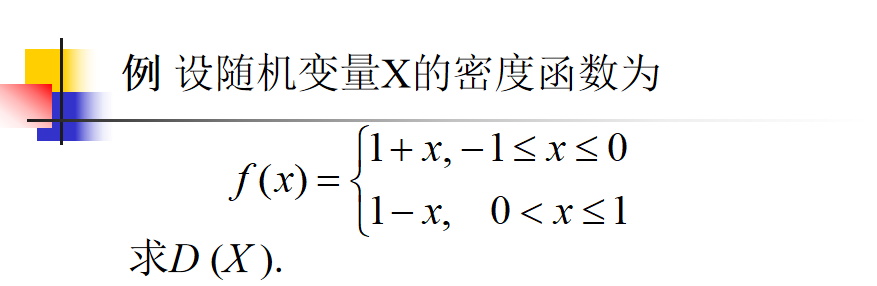 例 设随机变量X的密度函数为
f(x) = { 1+x, -1≤x≤0
1-x, 0<x≤1
求D (X).